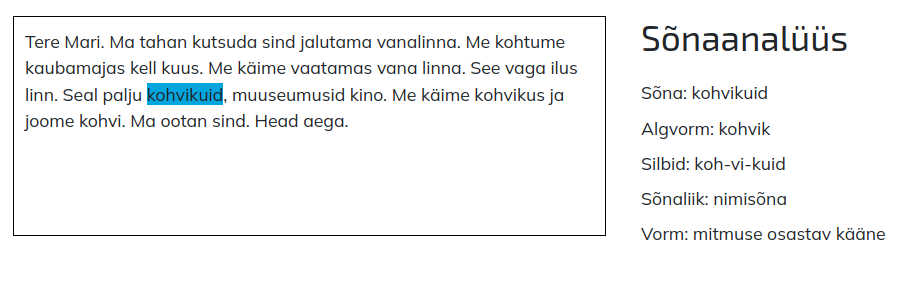 Tere Mari. Ma tahan kutsuda sind jalutama vanalinna. Me kohtume
kaubamajas kell kuus. Me käime vaatamas vana linna. See vaga ilus
linn. Seal palju kohvikuid, muuseumusid kino. Me käime kohvikus ja
joome kohvi. Ma ootan sind. Head aega.
Sõnaanalüüs
Sõna: kohvikuid
Algvorm: kohvik
Silbid: koh-vi-kuid
Sõnaliik: nimisõna
Vorm: mitmuse osastav kääne